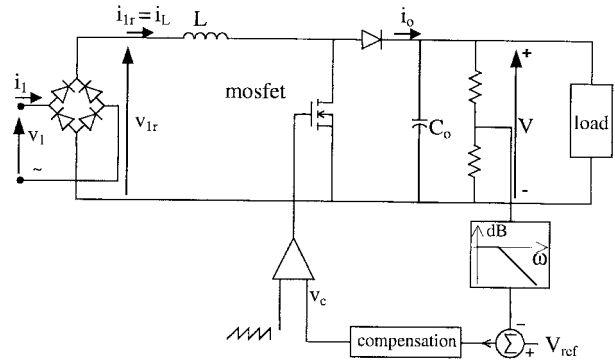 i1r= iL
L
io
i1
v1
~
v1r
mosfet
Co
+
V
-
load
dB
ω
vc
compensation
Σ
-
+
Vref